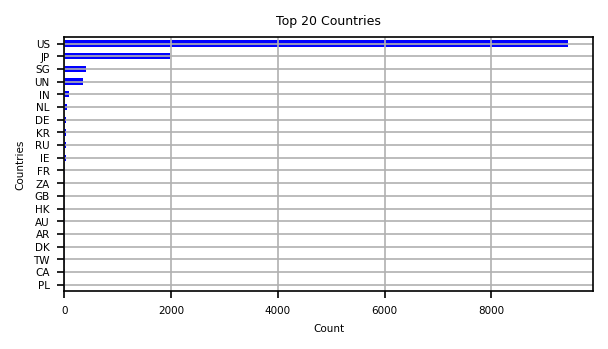 Top 20 Countries
US
JP
SG
UN
IN
NL
DE
KR
RU
IE
FR
ZA
GB
HK
AU
AR
DK
TW
CA
PL
Countries
0 2000 4000 6000 8000
Count